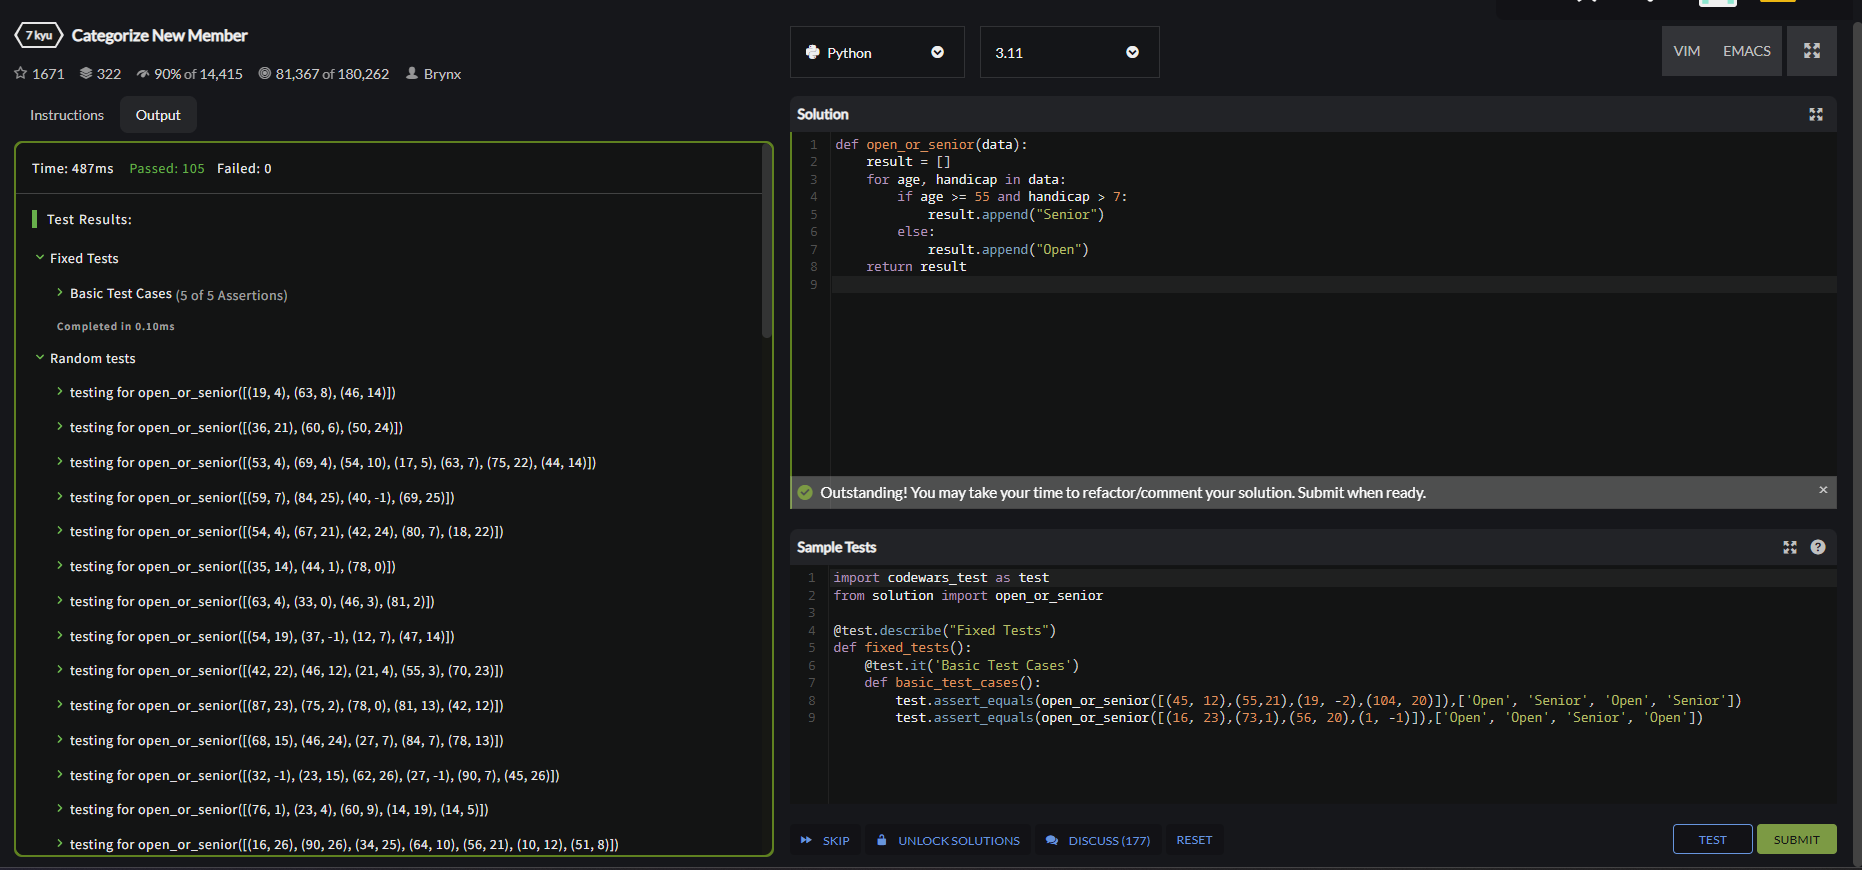 7 kyu Categorize New Member
1671 322 90% of 14,415 81,367 of 180,262 Brynx
Instructions Output
Time: 487ms Passed: 105 Failed: 0
Test Results:
Fixed Tests
Basic Test Cases (5 of 5 Assertions)
Completed in 0.10ms
Random tests
testing for open_or_senior([(19, 4), (63, 8), (46, 14)])
testing for open_or_senior([(36, 21), (60, 6), (50, 24)])
testing for open_or_senior([(53, 4), (69, 4), (54, 10), (17, 5), (63, 7), (75, 22), (44, 14)])
testing for open_or_senior([(59, 7), (84, 25), (40, -1), (69, 25)])
testing for open_or_senior([(54, 4), (67, 21), (42, 24), (80, 7), (18, 22)])
testing for open_or_senior([(35, 14), (44, 1), (78, 0)])
testing for open_or_senior([(63, 4), (33, 0), (46, 3), (81, 2)])
testing for open_or_senior([(54, 19), (37, -1), (12, 7), (47, 14)])
testing for open_or_senior([(42, 22), (46, 12), (21, 4), (55, 3), (70, 23)])
testing for open_or_senior([(87, 23), (75, 2), (78, 0), (81, 13), (42, 12)])
testing for open_or_senior([(68, 15), (46, 24), (27, 7), (84, 7), (78, 13)])
testing for open_or_senior([(32, -1), (23, 15), (62, 26), (27, -1), (90, 7), (45, 26)])
testing for open_or_senior([(76, 1), (23, 4), (60, 9), (14, 19), (14, 5)])
testing for open_or_senior([(16, 26), (90, 26), (34, 25), (64, 10), (56, 21), (10, 12), (51, 8)])
Python 3.11 VIM EMACS
Solution
1 def open_or_senior(data):
2     result = []
3     for age, handicap in data:
4         if age >= 55 and handicap > 7:
5             result.append("Senior")
6         else:
7             result.append("Open")
8     return result
9
Outstanding! You may take your time to refactor/comment your solution. Submit when ready. ×
Sample Tests ?
1 import codewars_test as test
2 from solution import open_or_senior
3
4 @test.describe("Fixed Tests")
5 def fixed_tests():
6     @test.it('Basic Test Cases')
7     def basic_test_cases():
8         test.assert_equals(open_or_senior([(45, 12),(55,21),(19, -2),(104, 20)]),['Open', 'Senior', 'Open', 'Senior'])
9         test.assert_equals(open_or_senior([(16, 23),(73,1),(56, 20),(1, -1)]),['Open', 'Open', 'Senior', 'Open'])
SKIP UNLOCK SOLUTIONS DISCUSS (177) RESET TEST SUBMIT